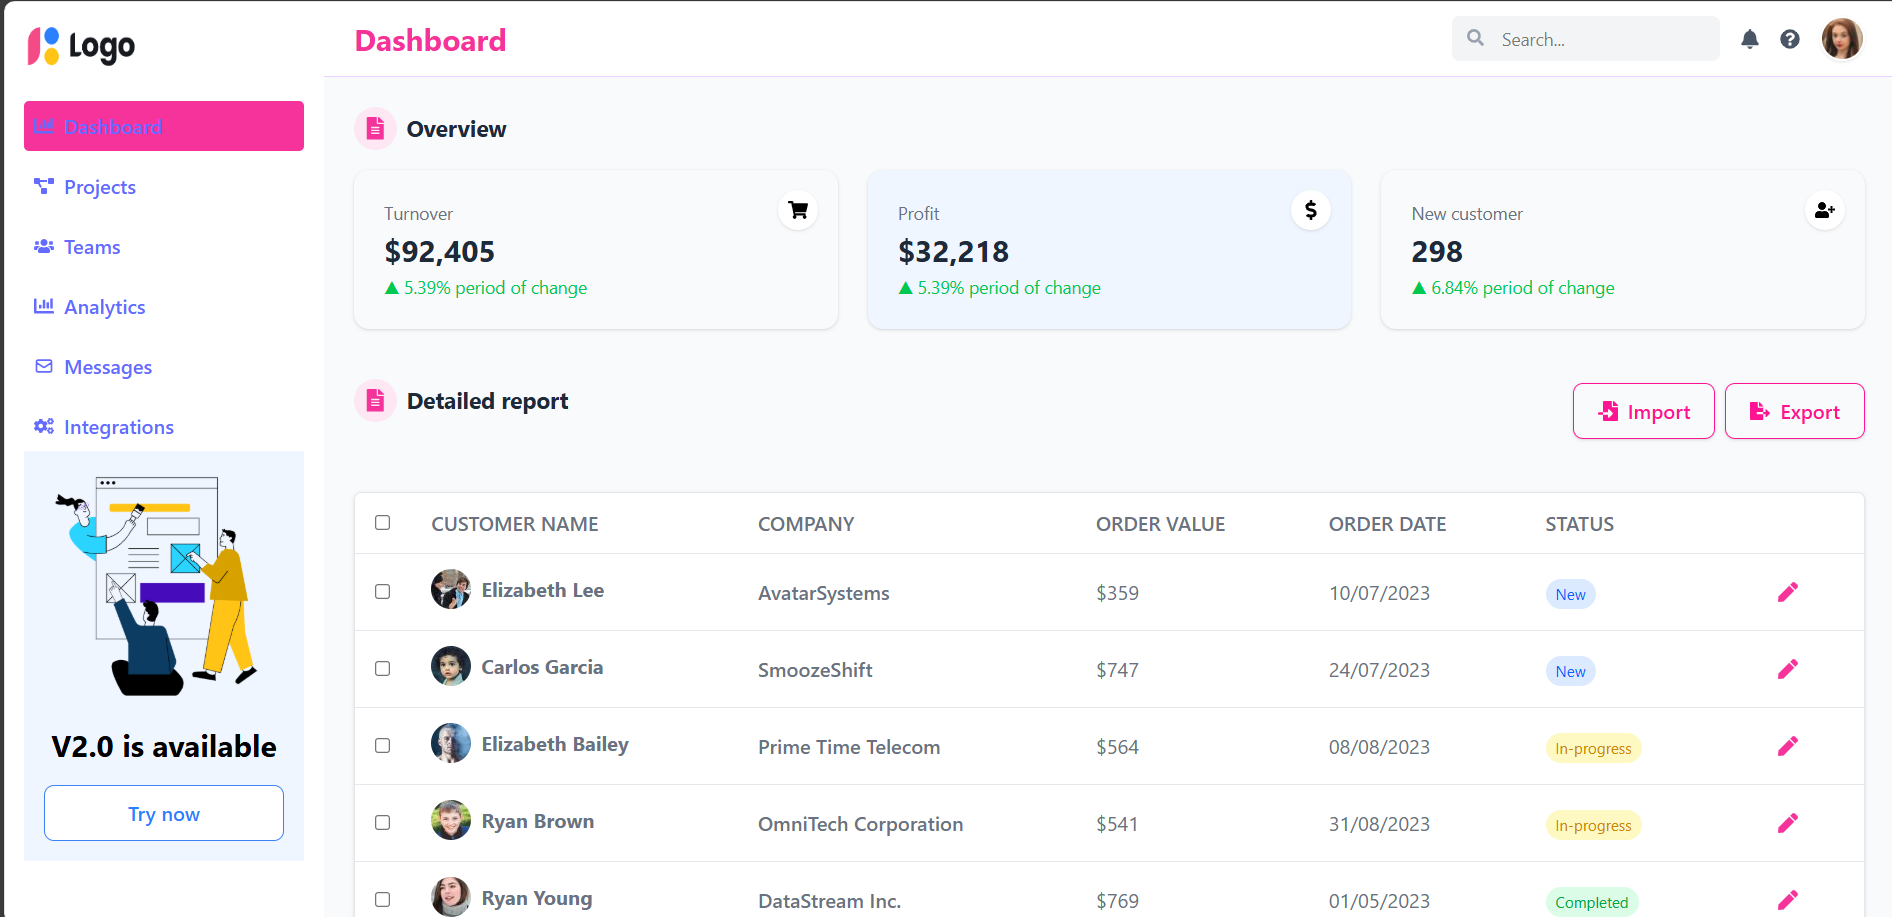 Logo
Dashboard
Search...
Dashboard
Projects
Teams
Analytics
Messages
Integrations
V2.0 is available
Try now
Overview
Turnover
$92,405
▲ 5.39% period of change
Profit
$
$32,218
▲ 5.39% period of change
New customer
298
▲ 6.84% period of change
Detailed report
Import
Export
CUSTOMER NAME COMPANY ORDER VALUE ORDER DATE STATUS
Elizabeth Lee AvatarSystems $359 10/07/2023 New
Carlos Garcia SmoozeShift $747 24/07/2023 New
Elizabeth Bailey Prime Time Telecom $564 08/08/2023 In-progress
Ryan Brown OmniTech Corporation $541 31/08/2023 In-progress
Ryan Young DataStream Inc. $769 01/05/2023 Completed